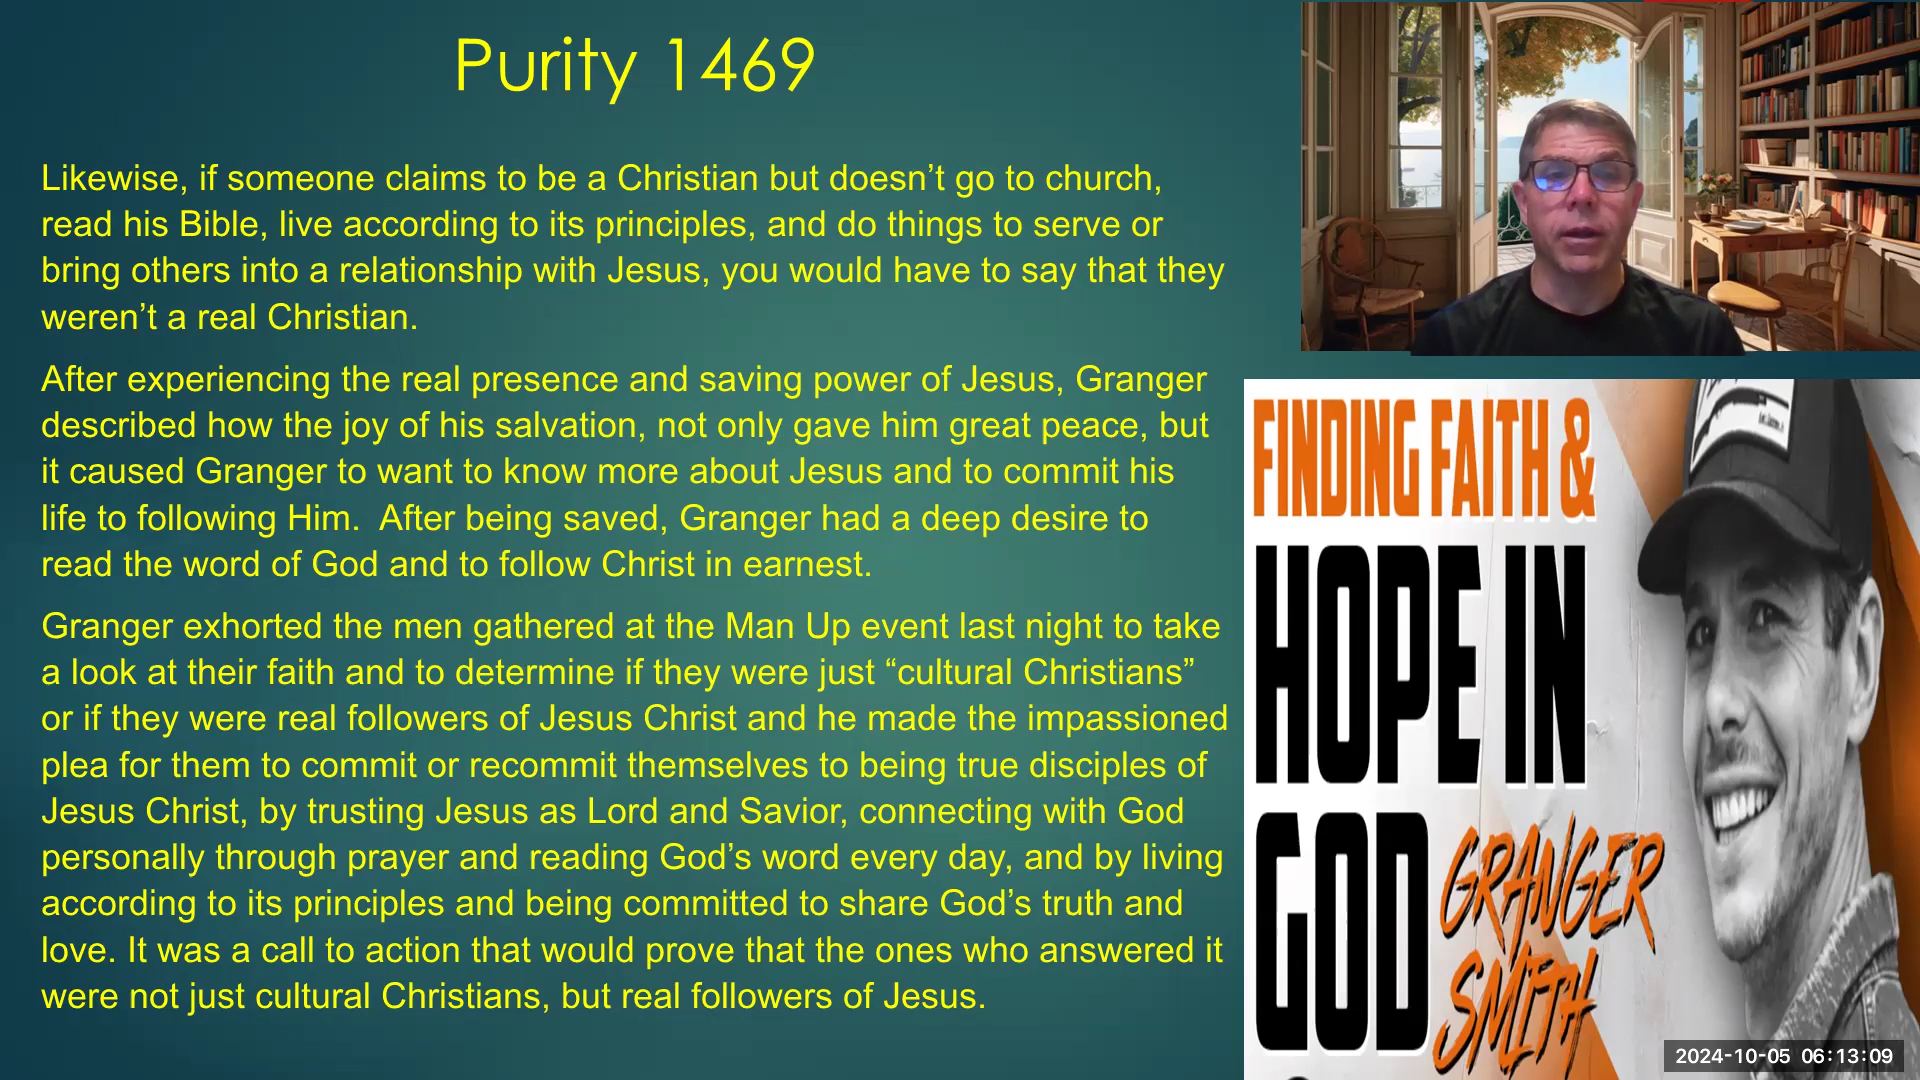 Purity 1469
Likewise, if someone claims to be a Christian but doesn’t go to church,
read his Bible, live according to its principles, and do things to serve or
bring others into a relationship with Jesus, you would have to say that they
weren’t a real Christian.
After experiencing the real presence and saving power of Jesus, Granger
described how the joy of his salvation, not only gave him great peace, but
it caused Granger to want to know more about Jesus and to commit his
life to following Him.  After being saved, Granger had a deep desire to
read the word of God and to follow Christ in earnest.
Granger exhorted the men gathered at the Man Up event last night to take
a look at their faith and to determine if they were just “cultural Christians”
or if they were real followers of Jesus Christ and he made the impassioned
plea for them to commit or recommit themselves to being true disciples of
Jesus Christ, by trusting Jesus as Lord and Savior, connecting with God
personally through prayer and reading God’s word every day, and by living
according to its principles and being committed to share God’s truth and
love. It was a call to action that would prove that the ones who answered it
were not just cultural Christians, but real followers of Jesus.
FINDING FAITH &
HOPE IN
GOD
GRANGER
SMITH
2024-10-05 06:13:09